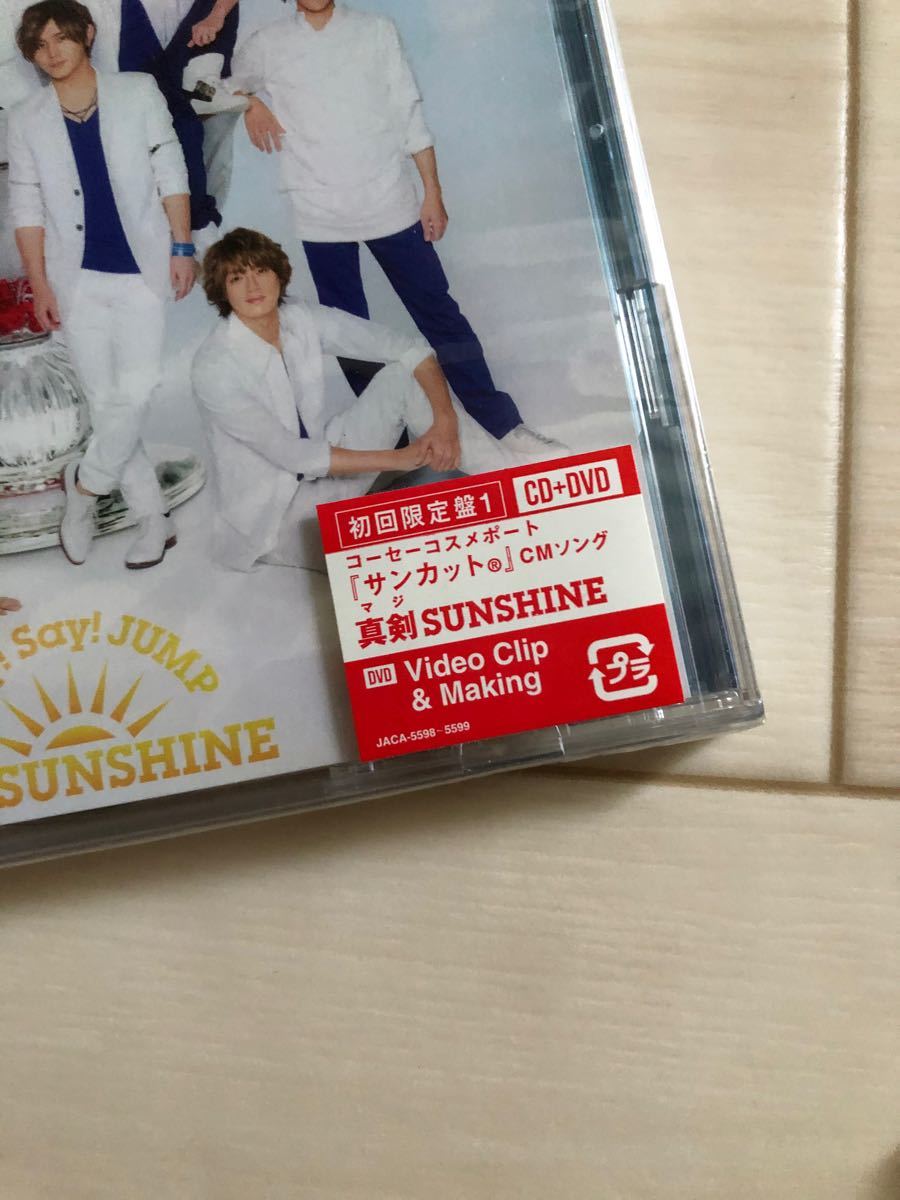 ! Say! JUMP
SUNSHINE
初回限定盤1 CD+DVD
コーセーコスメポート
『サンカット®』CMソング
マジ
真剣SUNSHINE
DVD Video Clip
& Making
プラ
JACA-5598~5599